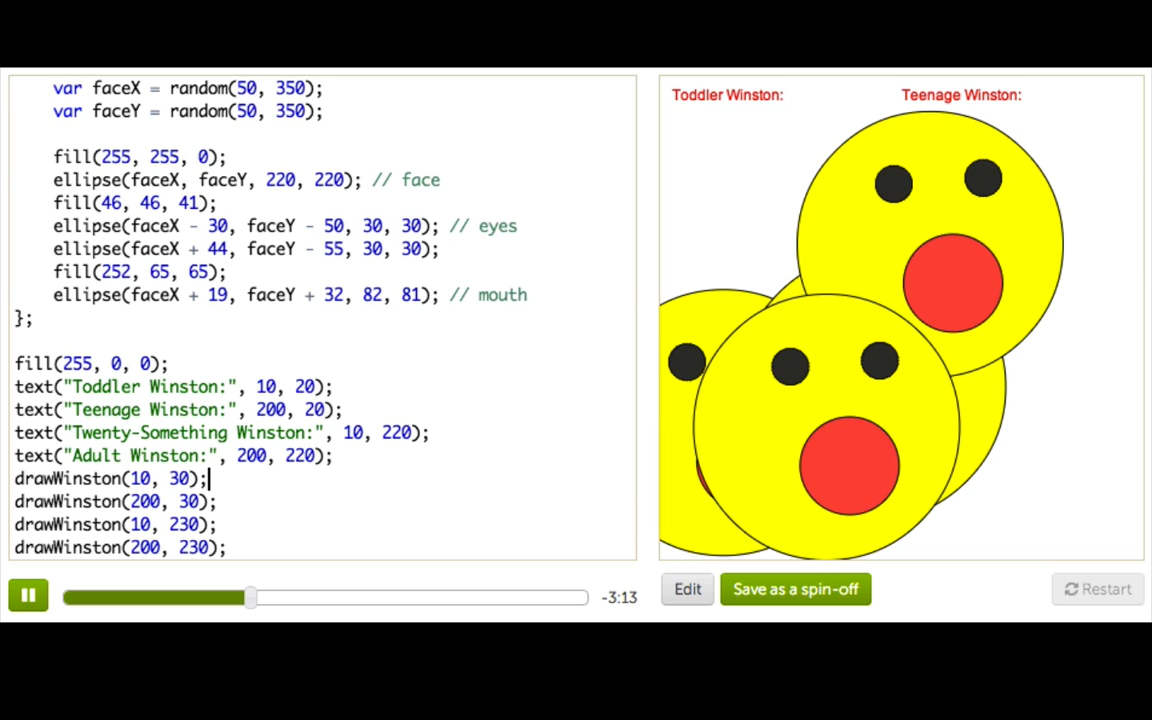 var faceX = random(50, 350);
var faceY = random(50, 350);
fill(255, 255, 0);
ellipse(faceX, faceY, 220, 220); // face
fill(46, 46, 41);
ellipse(faceX - 30, faceY - 50, 30, 30); // eyes
ellipse(faceX + 44, faceY - 55, 30, 30);
fill(252, 65, 65);
ellipse(faceX + 19, faceY + 32, 82, 81); // mouth
};
fill(255, 0, 0);
text("Toddler Winston:", 10, 20);
text("Teenage Winston:", 200, 20);
text("Twenty-Something Winston:", 10, 220);
text("Adult Winston:", 200, 220);
drawWinston(10, 30);
drawWinston(200, 30);
drawWinston(10, 230);
drawWinston(200, 230);
Toddler Winston: Teenage Winston:
-3:13
Edit
Save as a spin-off
Restart